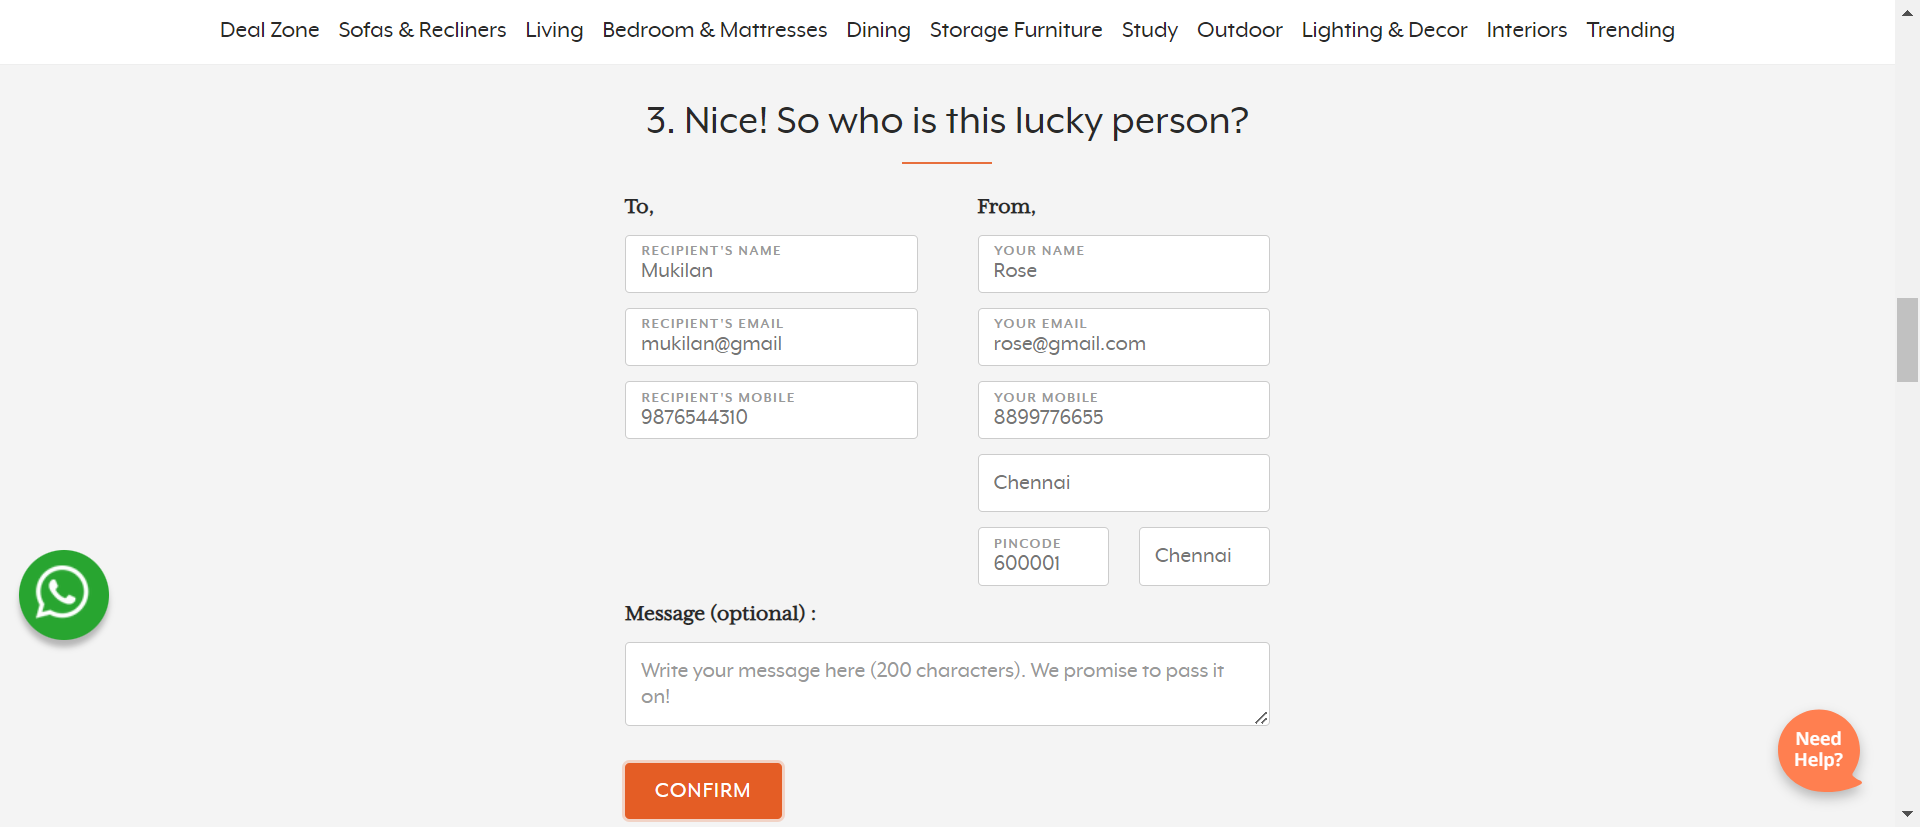 Deal Zone Sofas & Recliners Living Bedroom & Mattresses Dining Storage Furniture Study Outdoor Lighting & Decor Interiors Trending
3. Nice! So who is this lucky person?
To,
RECIPIENT'S NAME
Mukilan
RECIPIENT'S EMAIL
mukilan@gmail
RECIPIENT'S MOBILE
9876544310
From,
YOUR NAME
Rose
YOUR EMAIL
rose@gmail.com
YOUR MOBILE
8899776655
Chennai
PINCODE
600001
Chennai
Message (optional) :
Write your message here (200 characters). We promise to pass it
on!
CONFIRM
Need
Help?